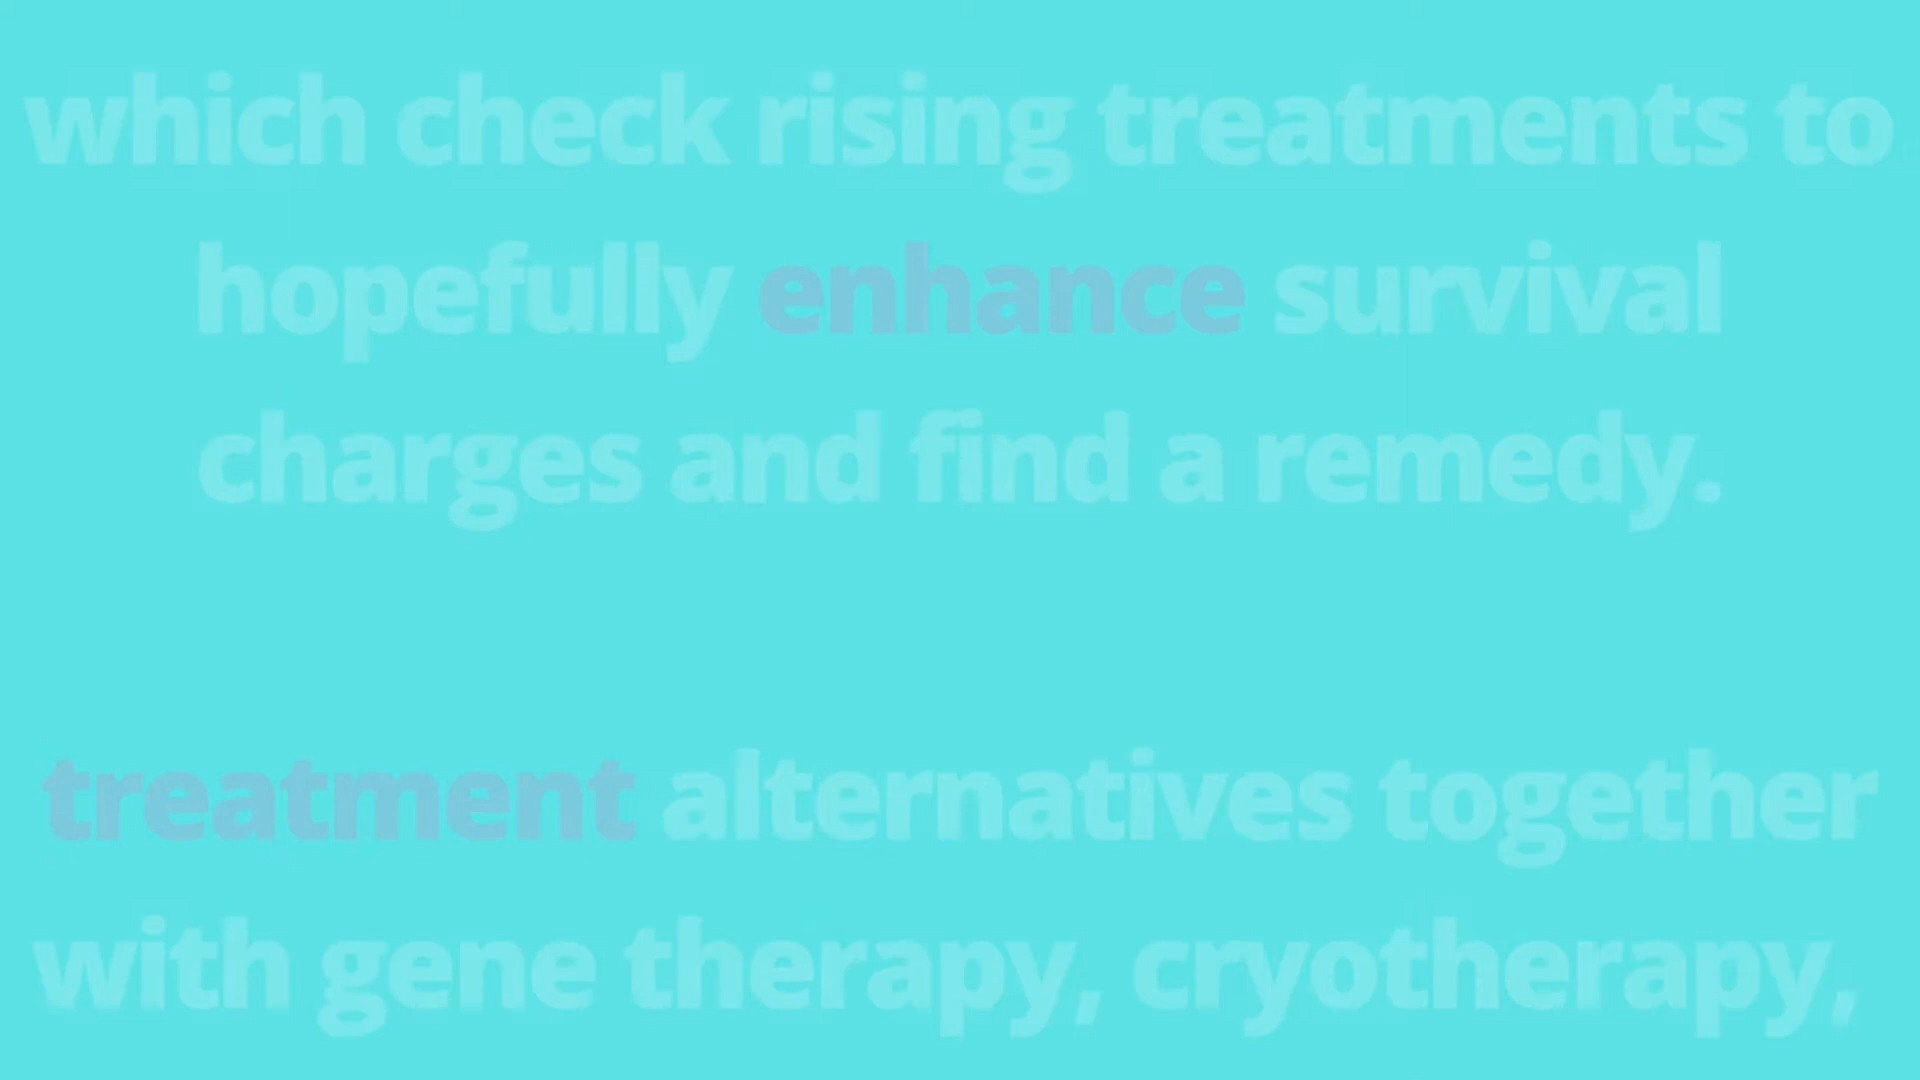 which check rising treatments to
hopefully enhance survival
charges and find a remedy.
treatment alternatives together
with gene therapy, cryotherapy,